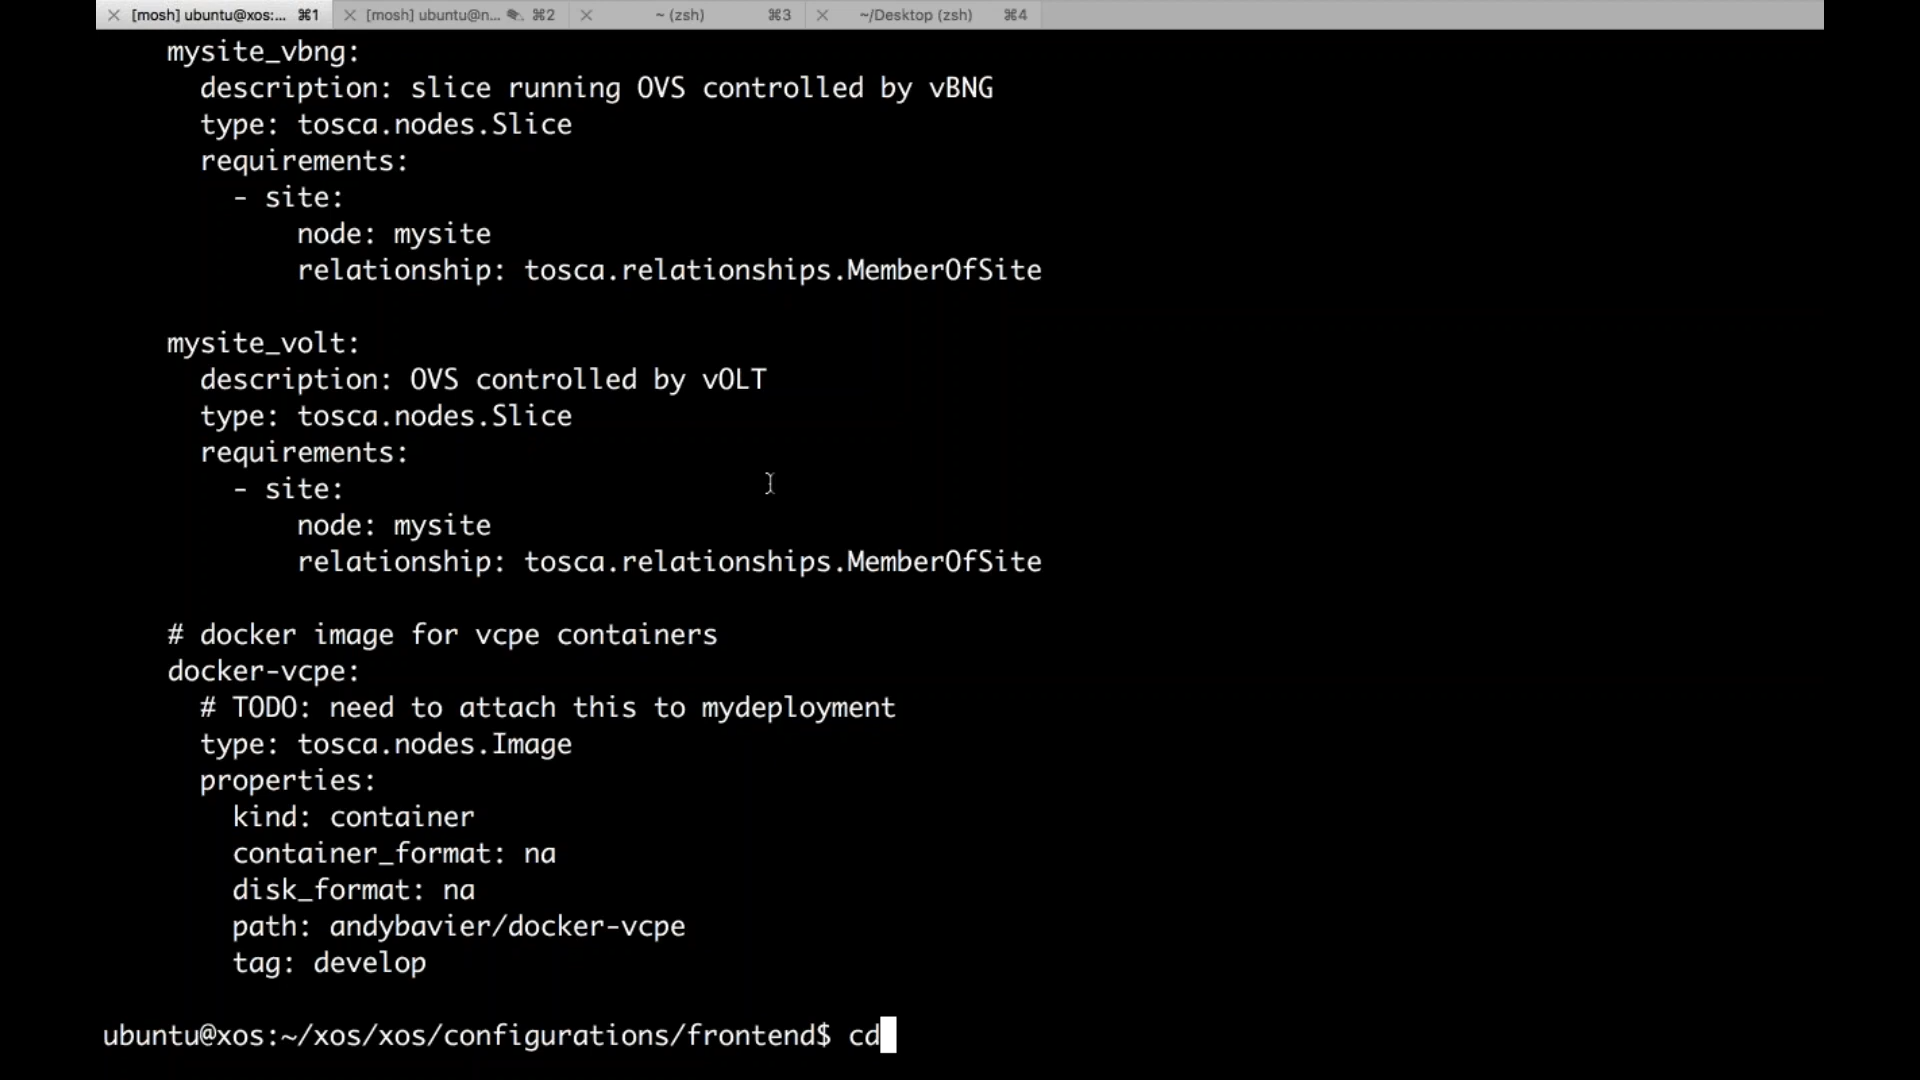 [mosh] ubuntu@xos:... ⌘1 [mosh] ubuntu@n... ⌘2 ~ (zsh) ⌘3 ~/Desktop (zsh) ⌘4
mysite_vbng:
description: slice running OVS controlled by vBNG
type: tosca.nodes.Slice
requirements:
- site:
node: mysite
relationship: tosca.relationships.MemberOfSite
mysite_volt:
description: OVS controlled by vOLT
type: tosca.nodes.Slice
requirements:
- site:
node: mysite
relationship: tosca.relationships.MemberOfSite
# docker image for vcpe containers
docker-vcpe:
# TODO: need to attach this to mydeployment
type: tosca.nodes.Image
properties:
kind: container
container_format: na
disk_format: na
path: andybavier/docker-vcpe
tag: develop
ubuntu@xos:~/xos/xos/configurations/frontend$ cd